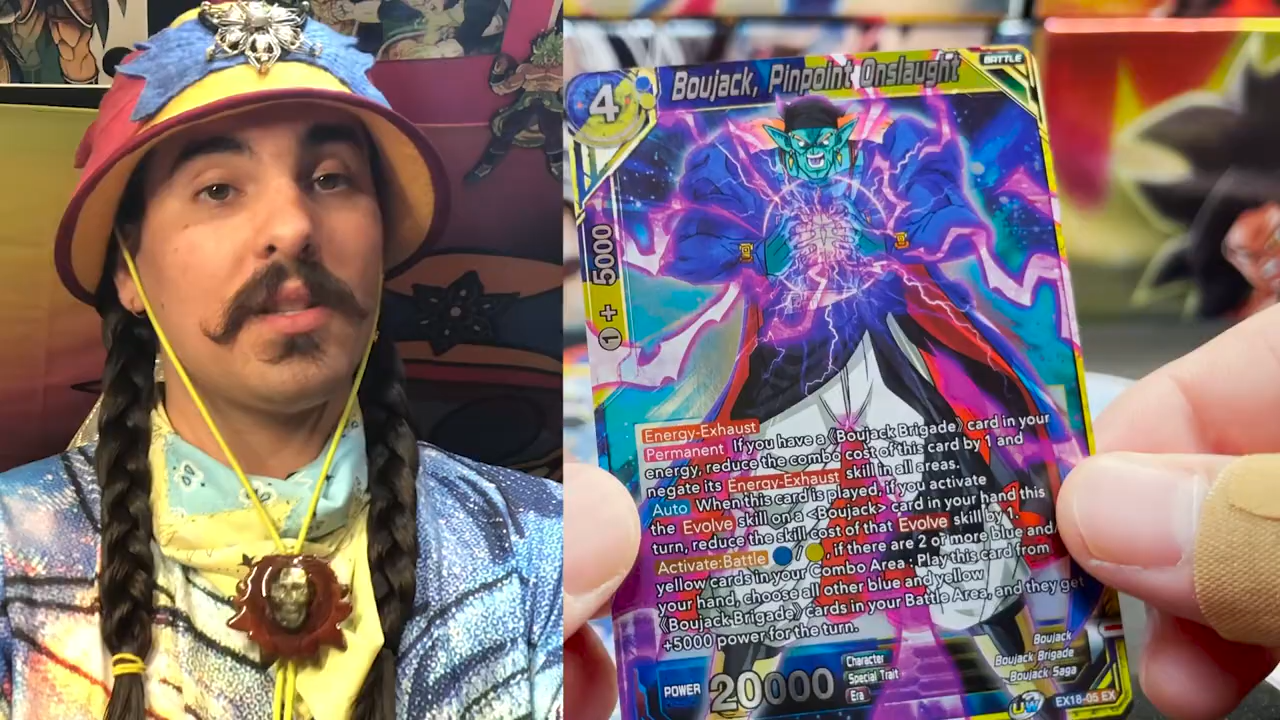 BATTLE
4
Boujack, Pinpoint Onslaught
1 + 5000
Energy-Exhaust
Permanent If you have a 《Boujack Brigade》 card in your
energy, reduce the combo cost of this card by 1 and
negate its Energy-Exhaust skill in all areas.
Auto When this card is played, if you activate
the Evolve skill on a <Boujack> card in your hand this
turn, reduce the skill cost of that Evolve skill by 1.
Activate:Battle / , if there are 2 or more blue and
yellow cards in your Combo Area : Play this card from
your hand, choose all other blue and yellow
《Boujack Brigade》 cards in your Battle Area, and they get
+5000 power for the turn.
POWER 20000
Character Boujack
Special Trait Boujack Brigade
Era Boujack Saga
UW EX18-05 EX